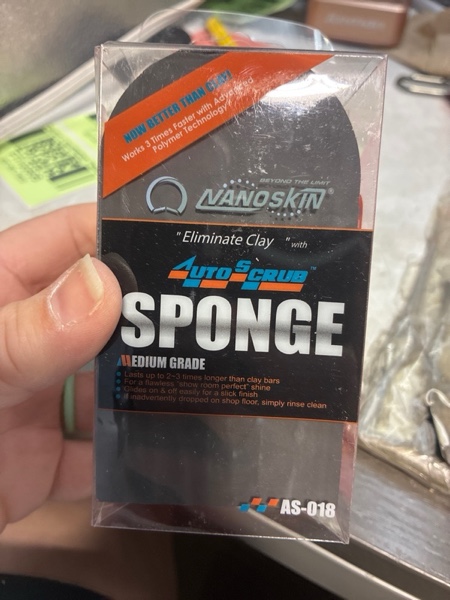 NOW BETTER THAN EVER!
Works 3 Times Faster with Advanced
Polymer Technology
BEYOND THE LIMIT
NANOSKIN
"Eliminate Clay" with
AUTO SCRUB™
SPONGE
MEDIUM GRADE
Lasts up to 2~3 times longer than clay bars
For a flawless "show room perfect" shine
Glides on & off easily for a slick finish
If inadvertently dropped on shop floor, simply rinse clean
AS-018